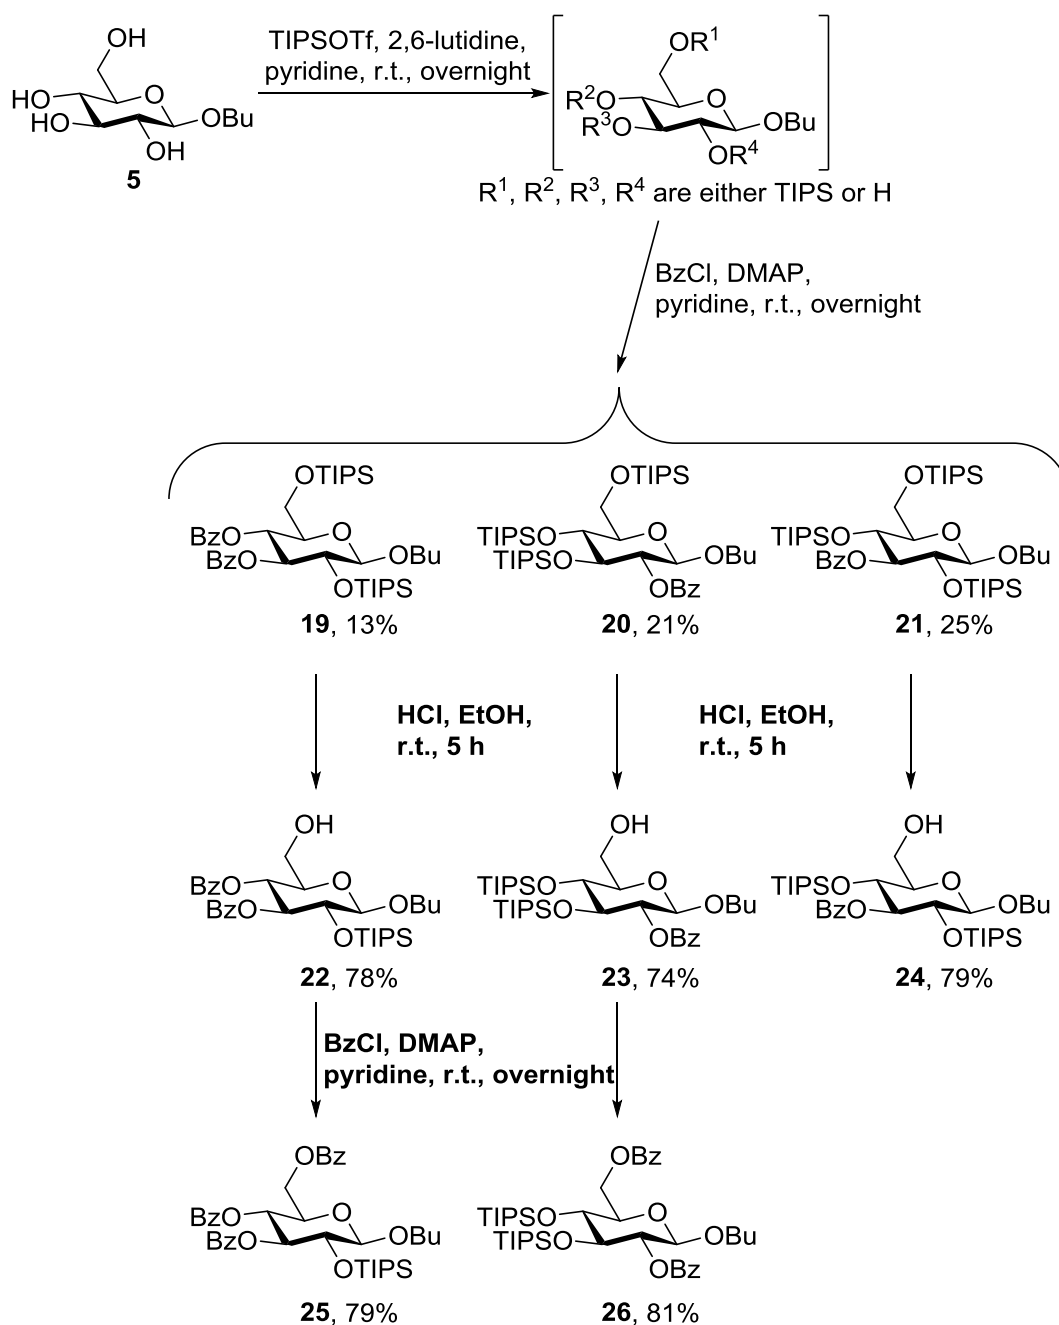 OH
HO
HO
O
OBu
OH
5
TIPSOTf, 2,6-lutidine,
pyridine, r.t., overnight
OR¹
R²O
R³O
O
OBu
OR⁴
R¹, R², R³, R⁴ are either TIPS or H
BzCl, DMAP,
pyridine, r.t., overnight
OTIPS
BzO
BzO
O
OBu
OTIPS
19, 13%
OTIPS
TIPSO
TIPSO
O
OBu
OBz
20, 21%
OTIPS
TIPSO
BzO
O
OBu
OTIPS
21, 25%
HCl, EtOH,
r.t., 5 h
HCl, EtOH,
r.t., 5 h
OH
BzO
BzO
O
OBu
OTIPS
22, 78%
OH
TIPSO
TIPSO
O
OBu
OBz
23, 74%
OH
TIPSO
BzO
O
OBu
OTIPS
24, 79%
BzCl, DMAP,
pyridine, r.t., overnight
OBz
BzO
BzO
O
OBu
OTIPS
25, 79%
OBz
TIPSO
TIPSO
O
OBu
OBz
26, 81%